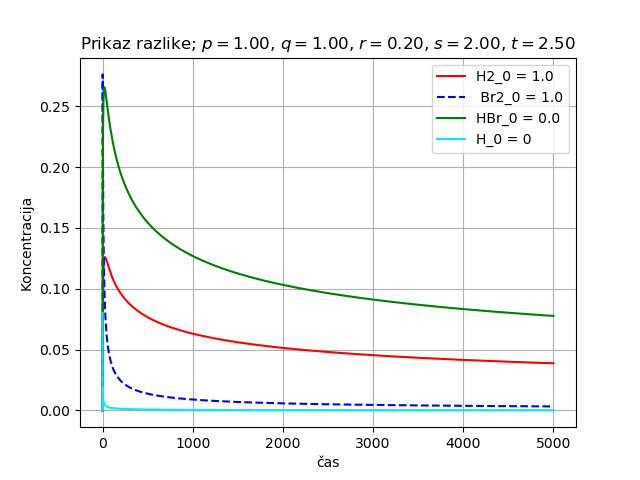 Prikaz razlike; p = 1.00, q = 1.00, r = 0.20, s = 2.00, t = 2.50
H2_0 = 1.0
Br2_0 = 1.0
HBr_0 = 0.0
H_0 = 0
Koncentracija
0.25
0.20
0.15
0.10
0.05
0.00
0 1000 2000 3000 4000 5000
čas